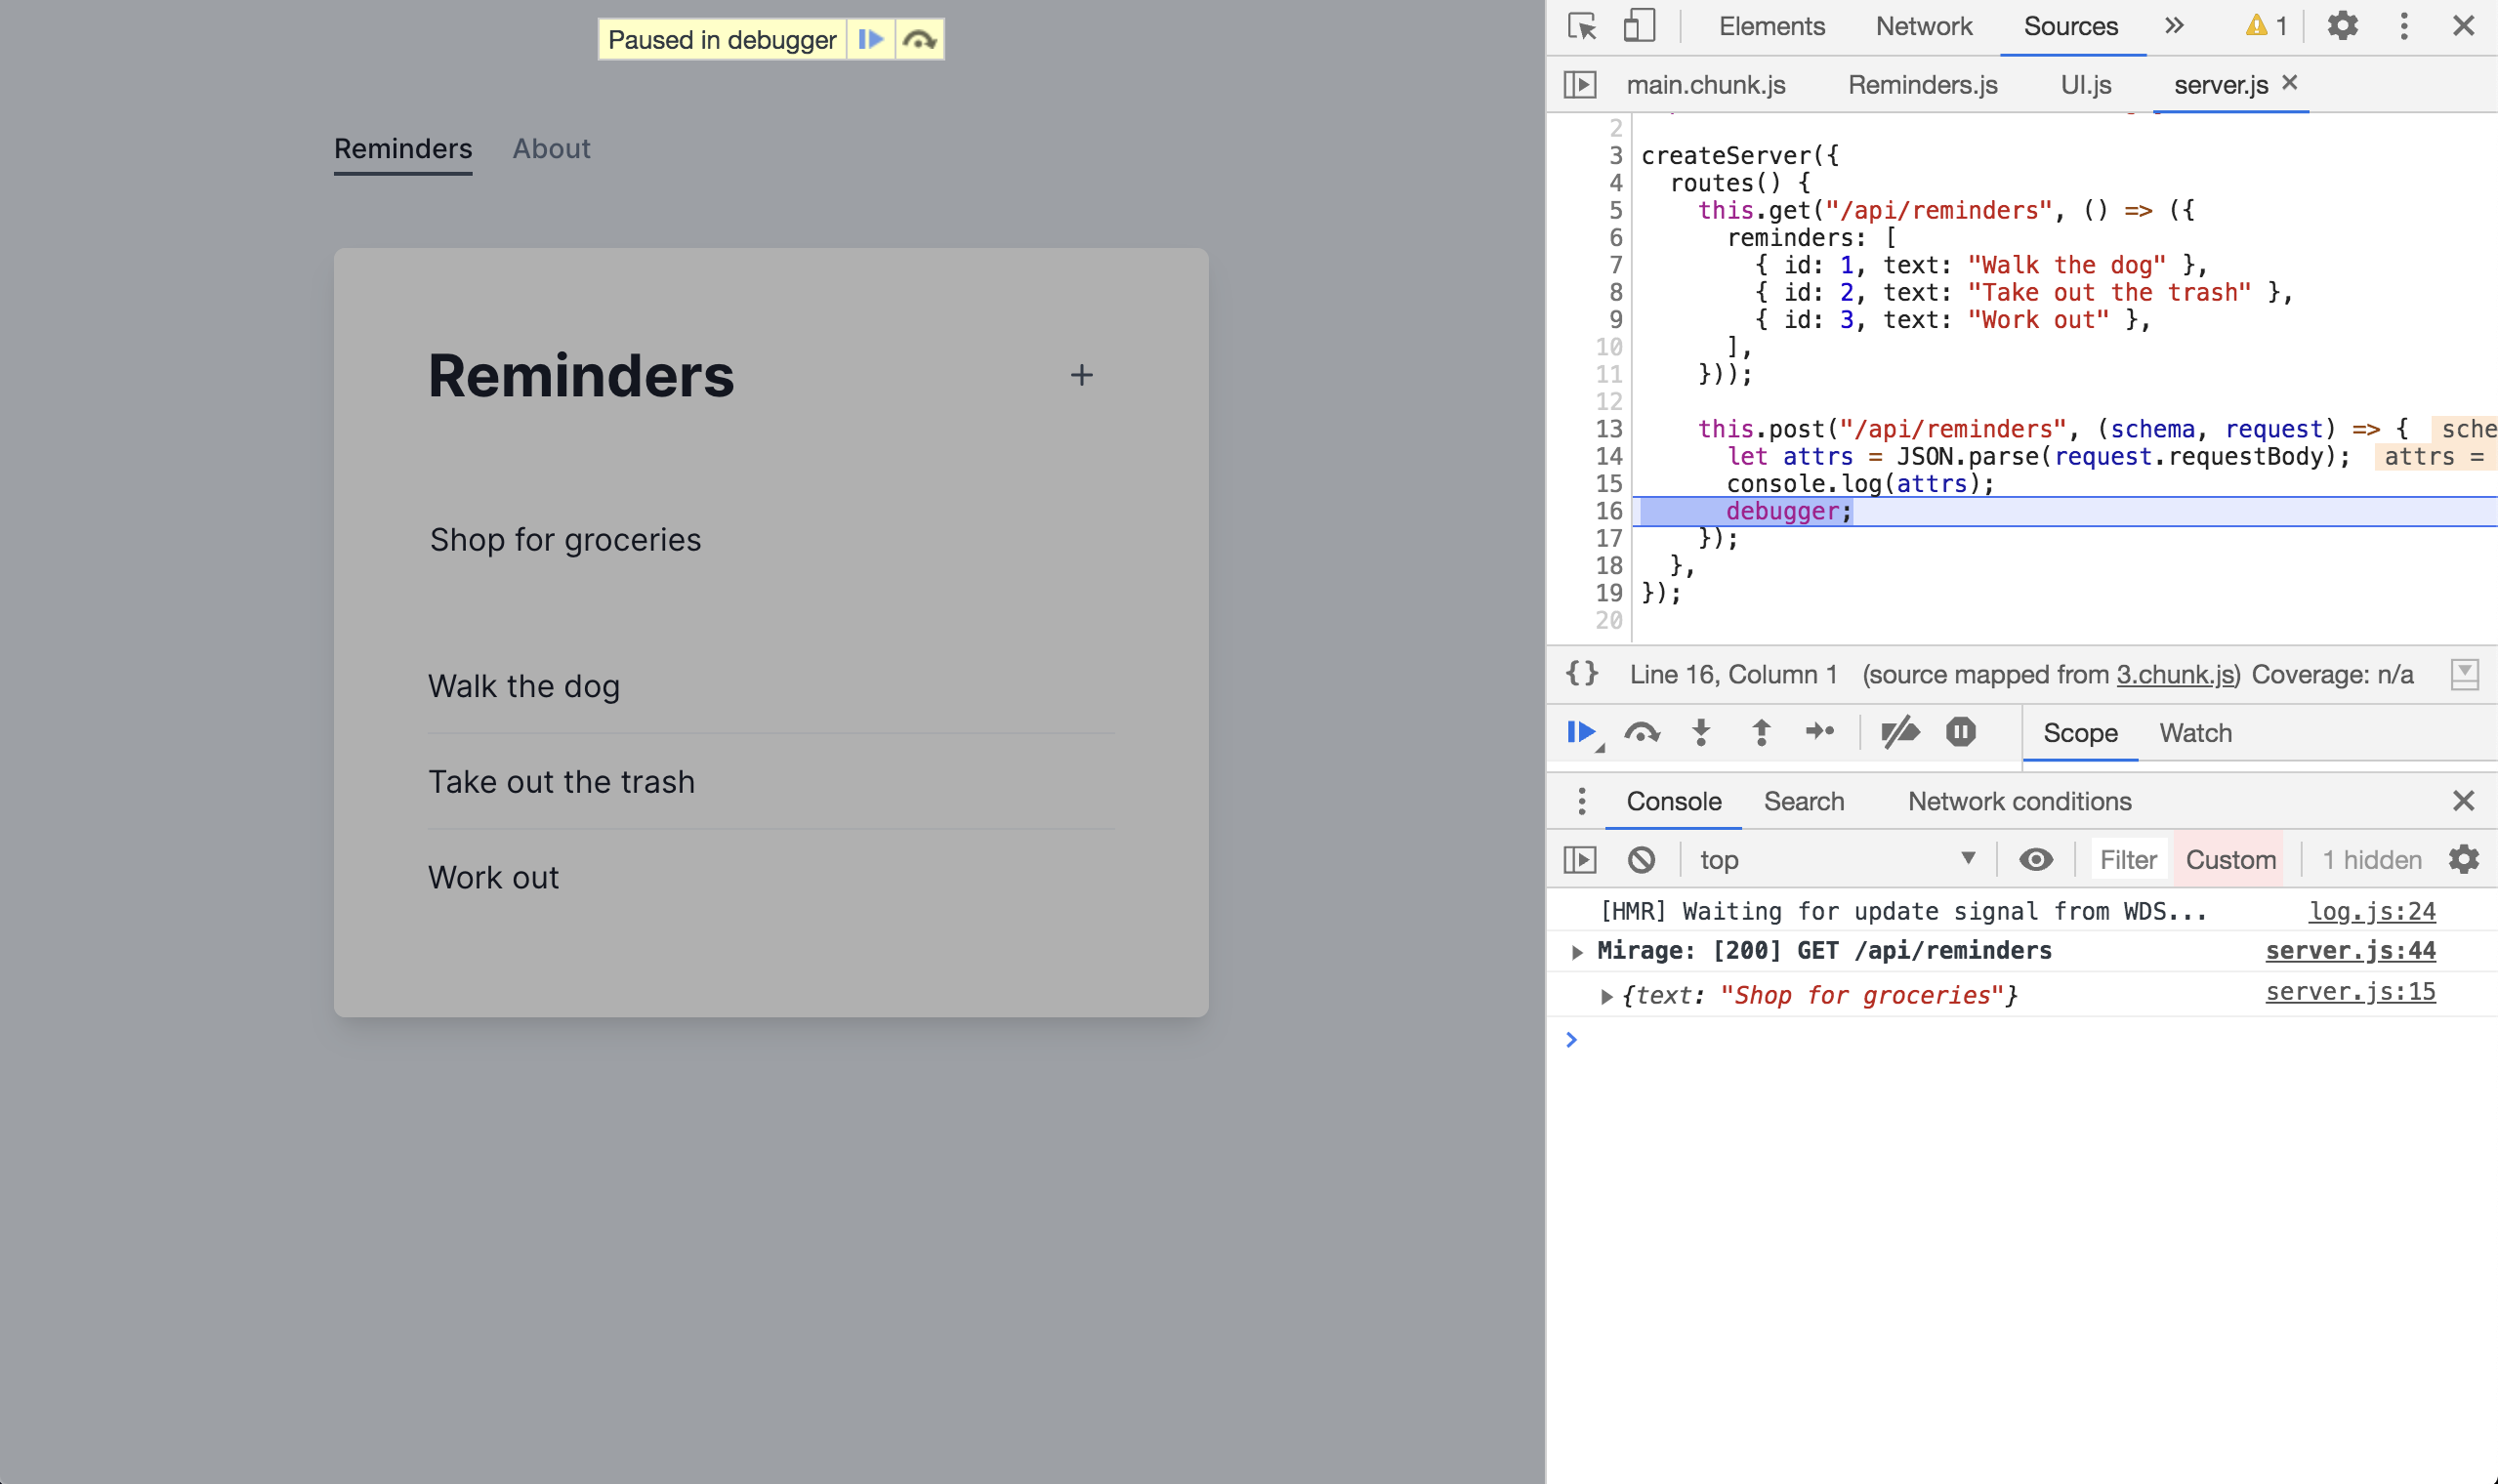 Paused in debugger
Reminders About
Reminders
+
Shop for groceries
Walk the dog
Take out the trash
Work out
Elements Network Sources » 1
main.chunk.js Reminders.js UI.js server.js ×
2
3 createServer({
4 routes() {
5 this.get("/api/reminders", () => ({
6 reminders: [
7 { id: 1, text: "Walk the dog" },
8 { id: 2, text: "Take out the trash" },
9 { id: 3, text: "Work out" },
10 ],
11 }));
12
13 this.post("/api/reminders", (schema, request) => { sche
14 let attrs = JSON.parse(request.requestBody); attrs =
15 console.log(attrs);
16 debugger;
17 });
18 },
19 });
20
{} Line 16, Column 1 (source mapped from 3.chunk.js) Coverage: n/a
Scope Watch
Console Search Network conditions
top Filter Custom 1 hidden
[HMR] Waiting for update signal from WDS... log.js:24
Mirage: [200] GET /api/reminders server.js:44
{text: "Shop for groceries"} server.js:15